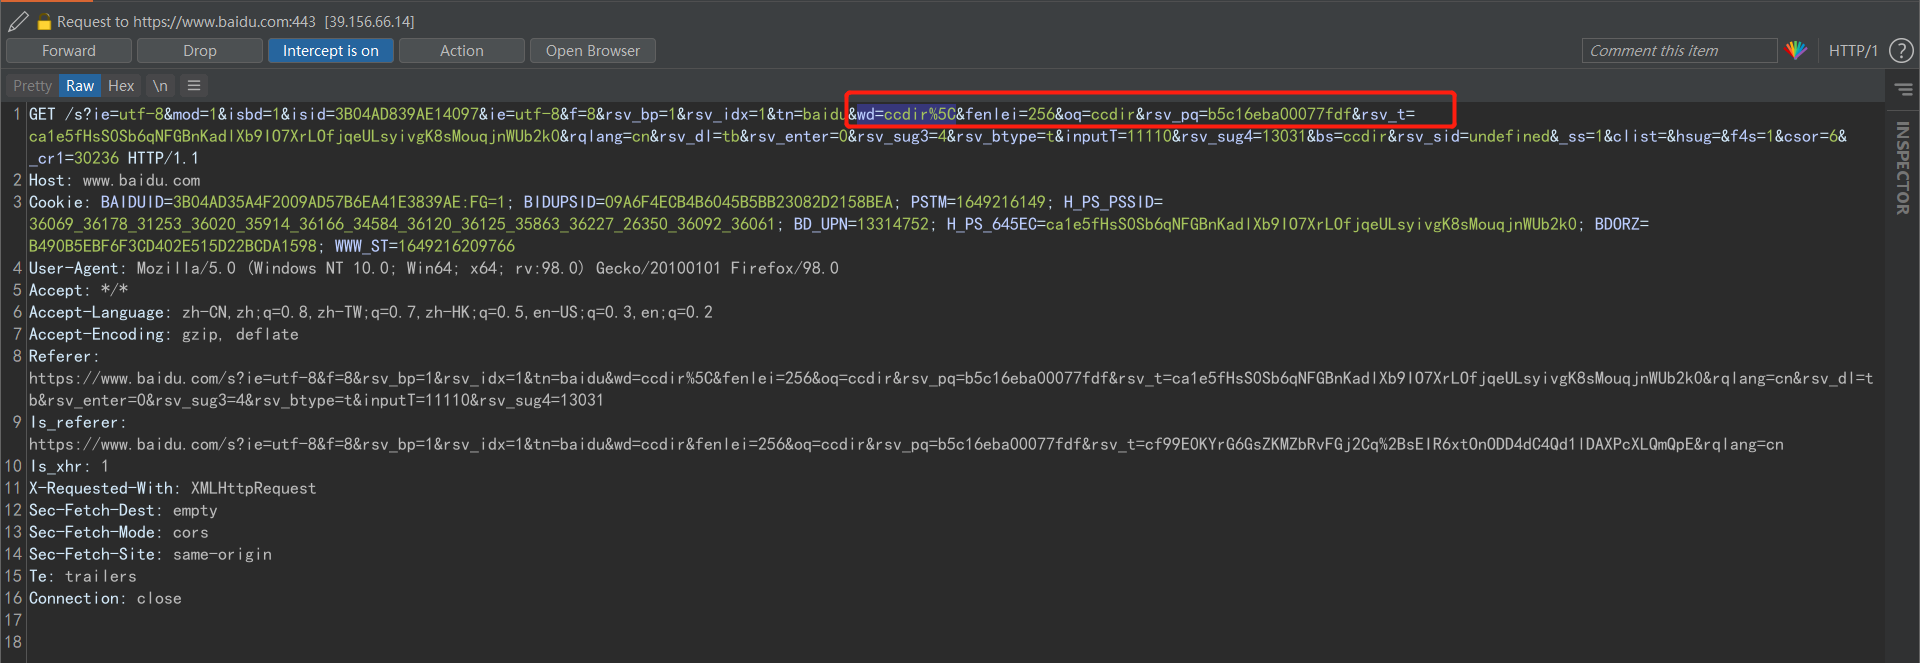 Request to https://www.baidu.com:443 [39.156.66.14]
Forward Drop Intercept is on Action Open Browser Comment this item HTTP/1 ?
Pretty Raw Hex \n
1 GET /s?ie=utf-8&mod=1&isbd=1&isid=3B04AD839AE14097&ie=utf-8&f=8&rsv_bp=1&rsv_idx=1&tn=baidu&wd=ccdir%5C&fenlei=256&oq=ccdir&rsv_pq=b5c16eba00077fdf&rsv_t=
ca1e5fHsS0Sb6qNFGBnKadlXb9IO7XrLOfjqeULsyivgK8sMouqjnWUb2k0&rqlang=cn&rsv_dl=tb&rsv_enter=0&rsv_sug3=4&rsv_btype=t&inputT=11110&rsv_sug4=13031&bs=ccdir&rsv_sid=undefined&_ss=1&clist=&hsug=&f4s=1&csor=6&
_cr1=30236 HTTP/1.1
2 Host: www.baidu.com
3 Cookie: BAIDUID=3B04AD35A4F2009AD57B6EA41E3839AE:FG=1; BIDUPSID=09A6F4ECB4B6045B5BB23082D2158BEA; PSTM=1649216149; H_PS_PSSID=
36069_36178_31253_36020_35914_36166_34584_36120_36125_35863_36227_26350_36092_36061; BD_UPN=13314752; H_PS_645EC=ca1e5fHsS0Sb6qNFGBnKadlXb9IO7XrLOfjqeULsyivgK8sMouqjnWUb2k0; BDORZ=
B490B5EBF6F3CD402E515D22BCDA1598; WWW_ST=1649216209766
4 User-Agent: Mozilla/5.0 (Windows NT 10.0; Win64; x64; rv:98.0) Gecko/20100101 Firefox/98.0
5 Accept: */*
6 Accept-Language: zh-CN,zh;q=0.8,zh-TW;q=0.7,zh-HK;q=0.5,en-US;q=0.3,en;q=0.2
7 Accept-Encoding: gzip, deflate
8 Referer:
https://www.baidu.com/s?ie=utf-8&f=8&rsv_bp=1&rsv_idx=1&tn=baidu&wd=ccdir%5C&fenlei=256&oq=ccdir&rsv_pq=b5c16eba00077fdf&rsv_t=ca1e5fHsS0Sb6qNFGBnKadlXb9IO7XrLOfjqeULsyivgK8sMouqjnWUb2k0&rqlang=cn&rsv_dl=t
b&rsv_enter=0&rsv_sug3=4&rsv_btype=t&inputT=11110&rsv_sug4=13031
9 Is_referer:
https://www.baidu.com/s?ie=utf-8&f=8&rsv_bp=1&rsv_idx=1&tn=baidu&wd=ccdir&fenlei=256&oq=ccdir&rsv_pq=b5c16eba00077fdf&rsv_t=cf99EOKYrG6GsZKMZbRvFGj2Cq%2BsEIR6xtOnODD4dC4Qd1lDAXPcXLQmQpE&rqlang=cn
10 Is_xhr: 1
11 X-Requested-With: XMLHttpRequest
12 Sec-Fetch-Dest: empty
13 Sec-Fetch-Mode: cors
14 Sec-Fetch-Site: same-origin
15 Te: trailers
16 Connection: close
17
18
INSPECTOR